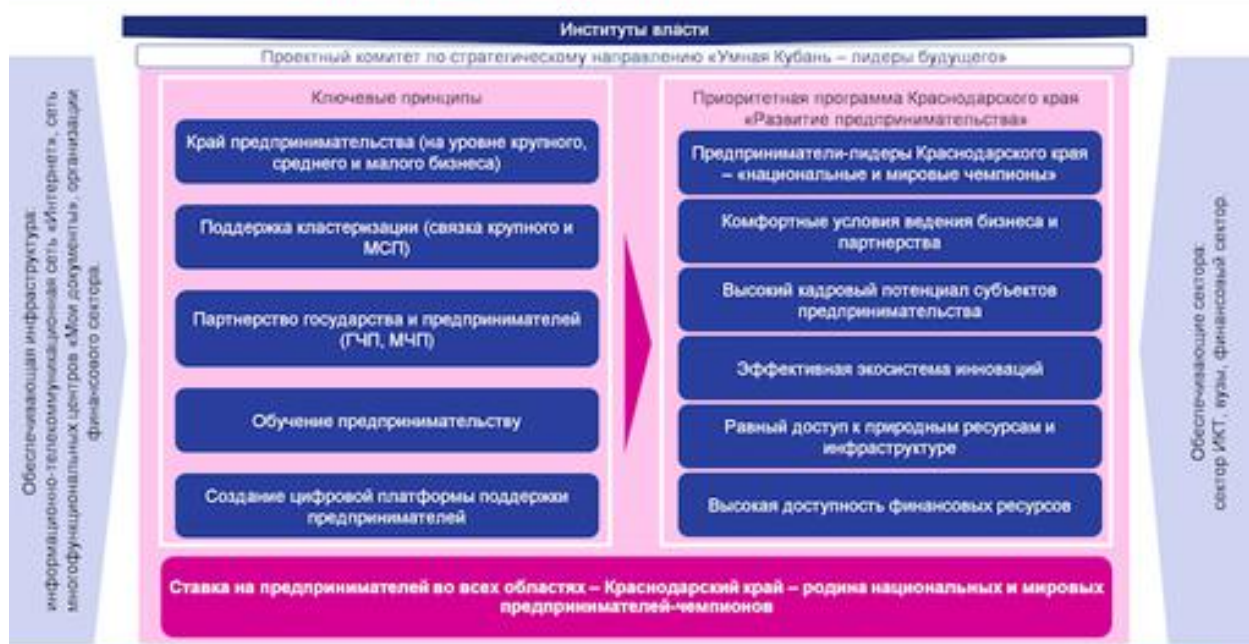 Институты власти
Проектный комитет по стратегическому направлению «Умная Кубань – лидеры будущего»
Обеспечивающая инфраструктура:
информационно-телекоммуникационная сеть «Интернет», сеть
многофункциональных центров «Мои документы», организации
финансового сектора.
Ключевые принципы
Край предпринимательства (на уровне крупного,
среднего и малого бизнеса)
Поддержка кластеризации (связка крупного и
МСП)
Партнерство государства и предпринимателей
(ГЧП, МЧП)
Обучение предпринимательству
Создание цифровой платформы поддержки
предпринимателей
Приоритетная программа Краснодарского края
«Развитие предпринимательства»
Предприниматели-лидеры Краснодарского края
– «национальные и мировые чемпионы»
Комфортные условия ведения бизнеса и
партнерства
Высокий кадровый потенциал субъектов
предпринимательства
Эффективная экосистема инноваций
Равный доступ к природным ресурсам и
инфраструктуре
Высокая доступность финансовых ресурсов
Ставка на предпринимателей во всех областях – Краснодарский край – родина национальных и мировых
предпринимателей-чемпионов
Обеспечивающие сектора:
сектор ИКТ, вузы, финансовый сектор.